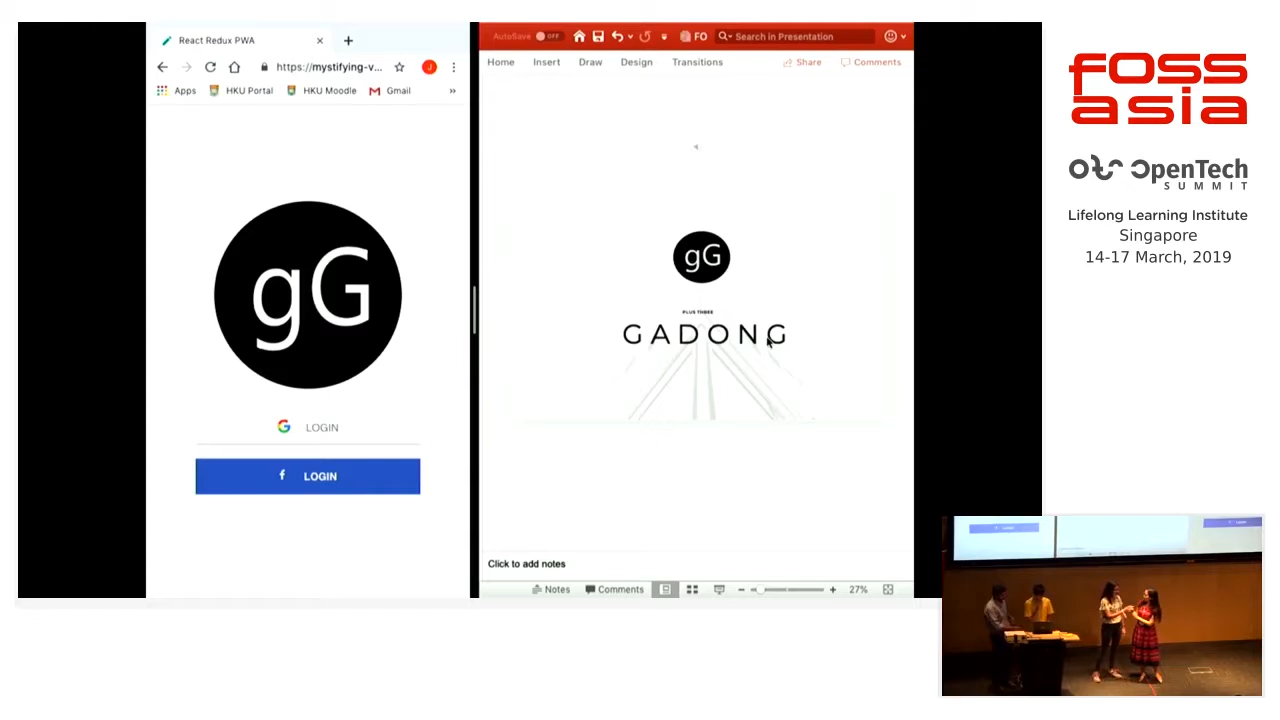 React Redux PWA
https://mystifying-v...
J
Apps
HKU Portal
HKU Moodle
Gmail
»
gG
LOGIN
LOGIN
AutoSave
OFF
FO
Search in Presentation
Home
Insert
Draw
Design
Transitions
Share
Comments
gG
PLUS THREE
GADONG
Click to add notes
Notes
Comments
27%
fOSS
asia
OpenTech
SUMMIT
Lifelong Learning Institute
Singapore
14-17 March, 2019